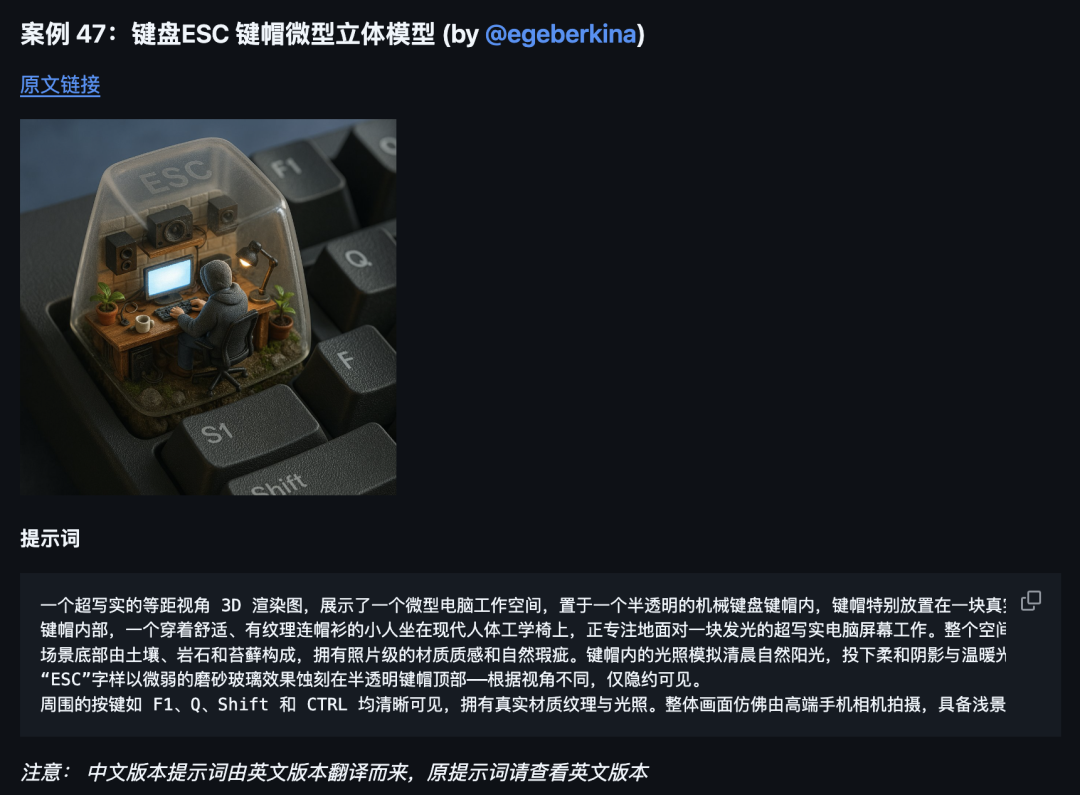 案例 47：键盘ESC 键帽微型立体模型 (by @egeberkina)
原文链接
ESC
F1
Q
F
S1
Shift
提示词
一个超写实的等距视角 3D 渲染图，展示了一个微型电脑工作空间，置于一个半透明的机械键盘键帽内，键帽特别放置在一块真
键帽内部，一个穿着舒适、有纹理连帽衫的小人坐在现代人体工学椅上，正专注地面对一块发光的超写实电脑屏幕工作。整个空
场景底部由土壤、岩石和苔藓构成，拥有照片级的材质质感和自然瑕疵。键帽内的光照模拟清晨自然阳光，投下柔和阴影与温暖
“ESC”字样以微弱的磨砂玻璃效果蚀刻在半透明键帽顶部——根据视角不同，仅隐约可见。
周围的按键如 F1、Q、Shift 和 CTRL 均清晰可见，拥有真实材质纹理与光照。整体画面仿佛由高端手机相机拍摄，具备浅景
注意： 中文版本提示词由英文版本翻译而来，原提示词请查看英文版本